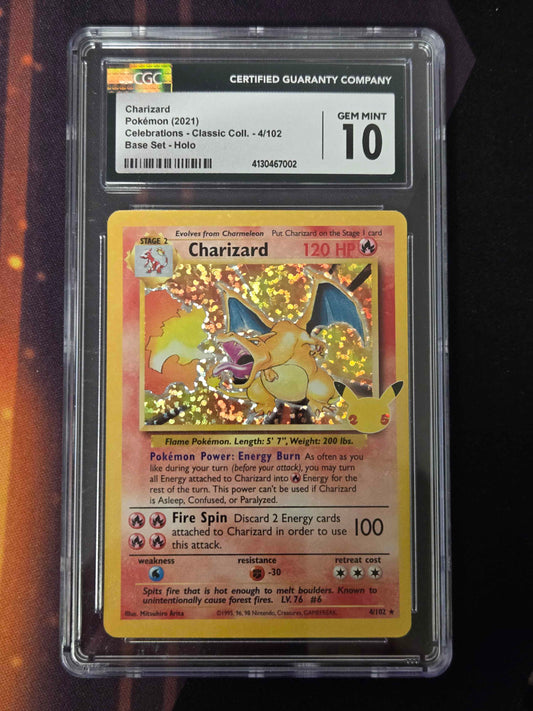 CGC
CERTIFIED GUARANTY COMPANY
Charizard
Pokémon (2021)
Celebrations - Classic Coll. - 4/102
Base Set - Holo
GEM MINT
10
4130467002
Evolves from Charmeleon Put Charizard on the Stage 1 card
STAGE 2
Charizard 120 HP
25
Flame Pokémon. Length: 5' 7", Weight: 200 lbs.
Pokémon Power: Energy Burn As often as you
like during your turn (before your attack), you may turn
all Energy attached to Charizard into Energy for the
rest of the turn. This power can't be used if Charizard
is Asleep, Confused, or Paralyzed.
Fire Spin Discard 2 Energy cards
attached to Charizard in order to use
this attack.
100
weakness resistance retreat cost
-30
Spits fire that is hot enough to melt boulders. Known to
unintentionally cause forest fires. LV. 76 #6
Illus. Mitsuhiro Arita ©1995, 96, 98 Nintendo, Creatures, GAMEFREAK. 4/102 ★